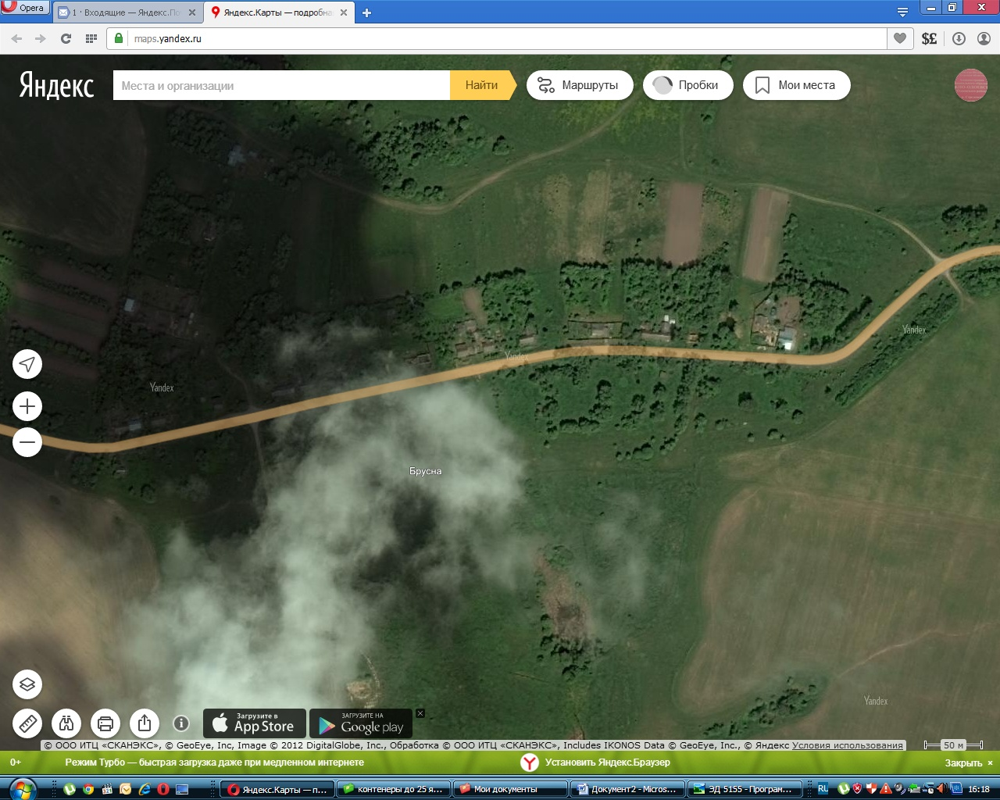 Opera
1 · Входящие — Яндекс.По
Яндекс.Карты — подробна
maps.yandex.ru
$£
Яндекс
Места и организации
Найти
Маршруты
Пробки
Мои места
Yandex
Yandex
Yandex
Брусна
Yandex
Загрузите в
App Store
ЗАГРУЗИТЕ НА
Google play
© ООО ИТЦ «СКАНЭКС», © GeoEye, Inc, Image © 2012 DigitalGlobe, Inc., Обработка © ООО ИТЦ «СКАНЭКС», Includes IKONOS Data © GeoEye, Inc., © Яндекс Условия использования
50 м
0+
Режим Турбо — быстрая загрузка даже при медленном интернете
Установить Яндекс.Браузер
Закрыть ×
Яндекс.Карты — п...
контенеры до 25 я...
Мои документы
Документ2 - Micros...
ЭД 5155 - Програм...
RU
16:18